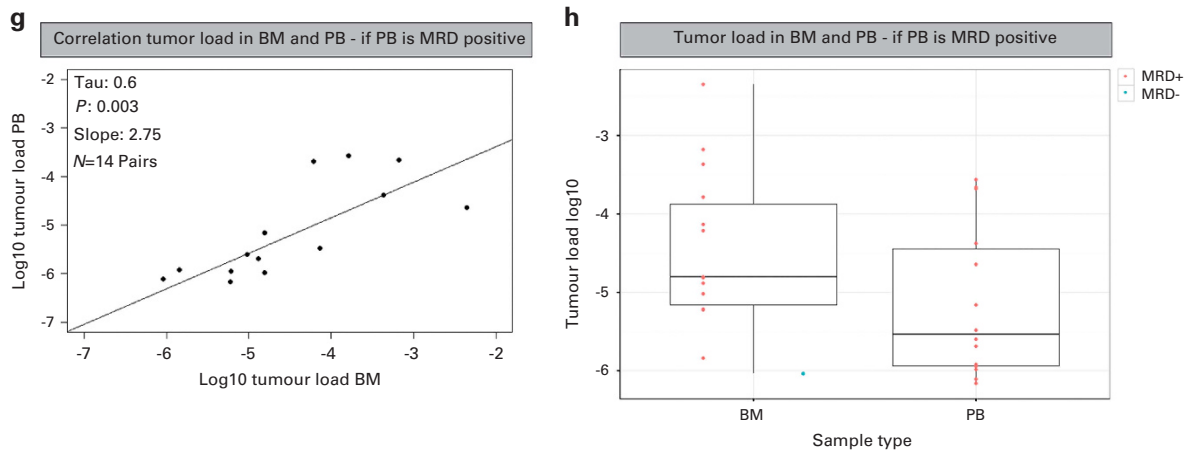 g
Correlation tumor load in BM and PB - if PB is MRD positive
Tau: 0.6
P: 0.003
Slope: 2.75
N=14 Pairs
-2
-3
-4
-5
-6
-7
Log10 tumour load PB
-7 -6 -5 -4 -3 -2
Log10 tumour load BM
h
Tumor load in BM and PB - if PB is MRD positive
MRD+
MRD-
-3
-4
-5
-6
Tumour load log10
BM PB
Sample type